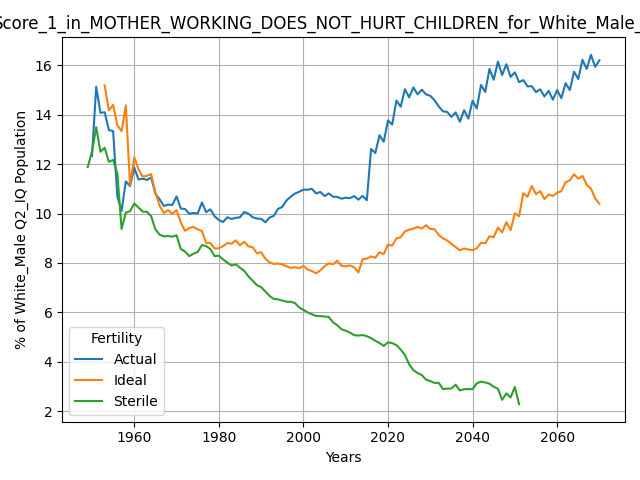 Score_1_in_MOTHER_WORKING_DOES_NOT_HURT_CHILDREN_for_White_Male_
% of White_Male Q2_IQ Population
16
14
12
10
8
6
4
2
Fertility
Actual
Ideal
Sterile
1960 1980 2000 2020 2040 2060
Years